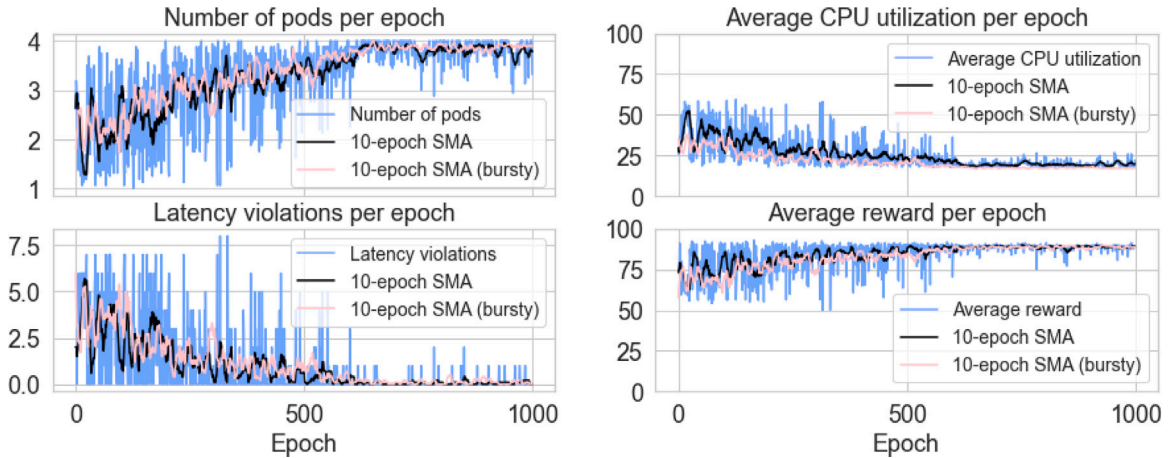 Number of pods per epoch
4
3
2
1
Number of pods
10-epoch SMA
10-epoch SMA (bursty)
Average CPU utilization per epoch
100
75
50
25
0
Average CPU utilization
10-epoch SMA
10-epoch SMA (bursty)
Latency violations per epoch
7.5
5.0
2.5
0.0
Latency violations
10-epoch SMA
10-epoch SMA (bursty)
0
500
1000
Epoch
Average reward per epoch
100
75
50
25
0
Average reward
10-epoch SMA
10-epoch SMA (bursty)
0
500
1000
Epoch